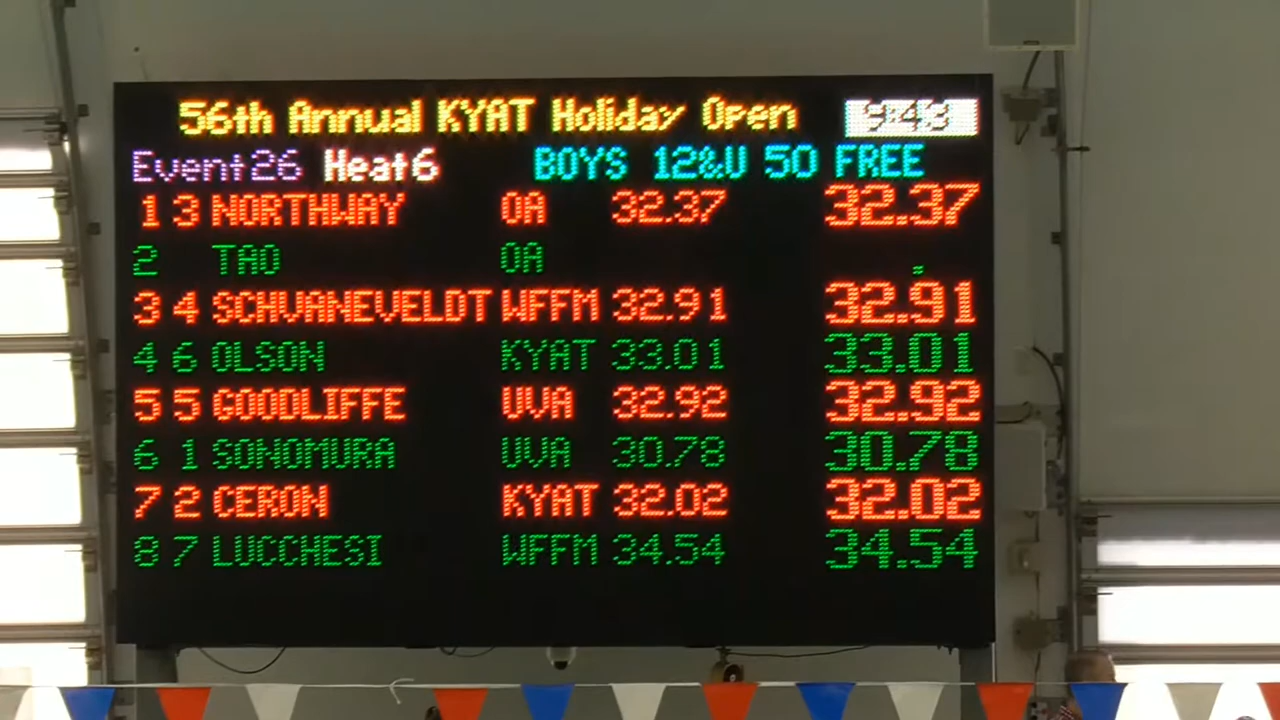 56th Annual KYAT Holiday Open 9:43
Event26 Heat6 BOYS 12&U 50 FREE
1 3 NORTHWAY OA 32.37 32.37
2 TAO OA .
3 4 SCHVANEVELDT WFFM 32.91 32.91
4 6 OLSON KYAT 33.01 33.01
5 5 GOODLIFFE UVA 32.92 32.92
6 1 SONOMURA UVA 30.78 30.78
7 2 CERON KYAT 32.02 32.02
8 7 LUCCHESI WFFM 34.54 34.54